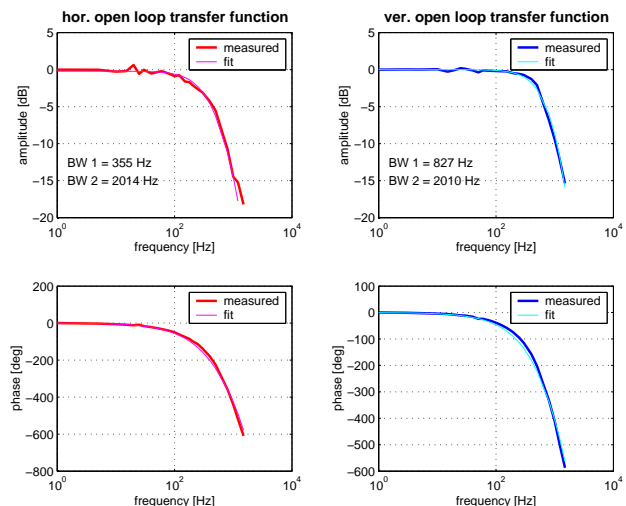 hor. open loop transfer function
5
0
−5
−10
−15
−20
amplitude [dB]
measured
fit
BW 1 = 355 Hz
BW 2 = 2014 Hz
10^0
10^2
10^4
frequency [Hz]
ver. open loop transfer function
5
0
−5
−10
−15
−20
amplitude [dB]
measured
fit
BW 1 = 827 Hz
BW 2 = 2010 Hz
10^0
10^2
10^4
frequency [Hz]
200
0
−200
−400
−600
−800
phase [deg]
measured
fit
10^0
10^2
10^4
frequency [Hz]
100
0
−100
−200
−300
−400
−500
−600
phase [deg]
measured
fit
10^0
10^2
10^4
frequency [Hz]